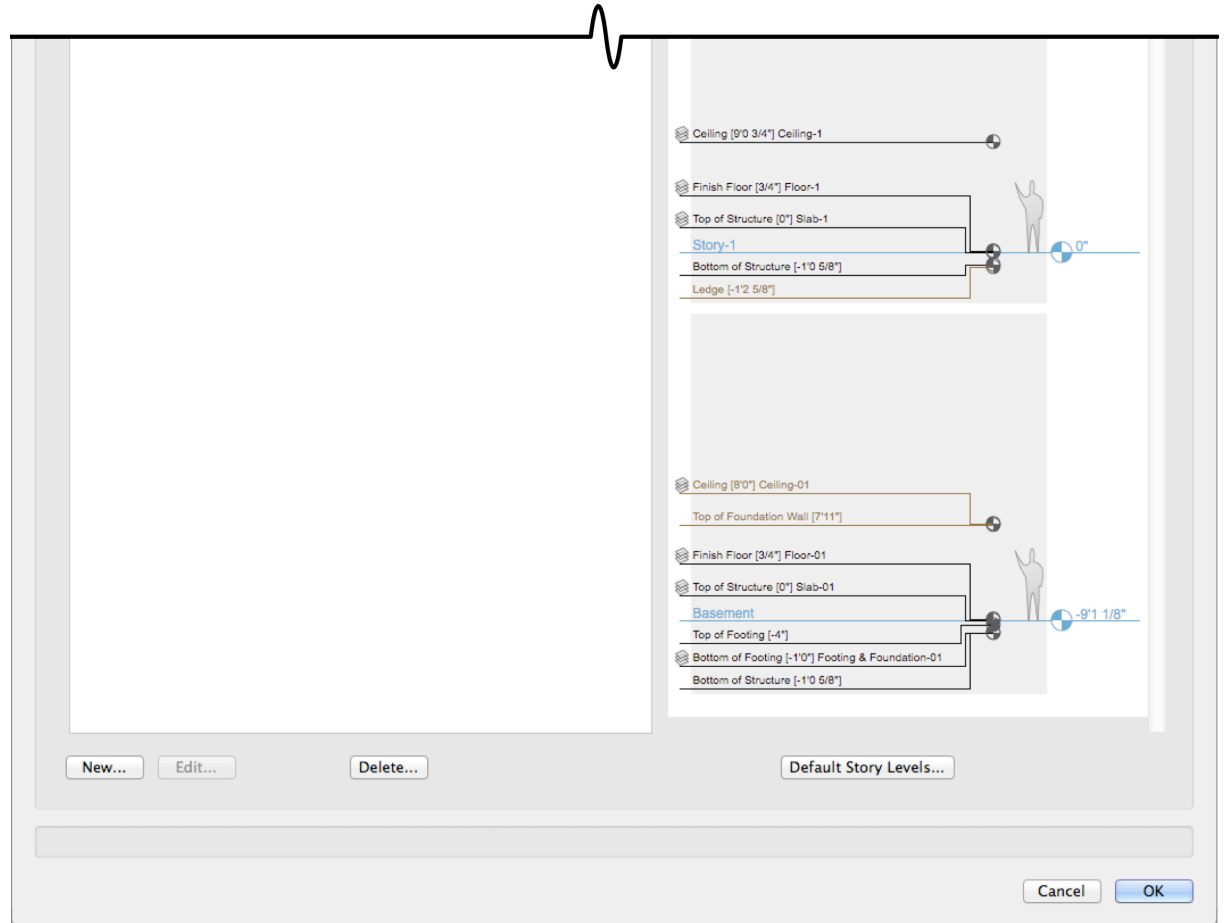 Ceiling [9'0 3/4"] Ceiling-1
Finish Floor [3/4"] Floor-1
Top of Structure [0"] Slab-1
Story-1
0"
Bottom of Structure [-1'0 5/8"]
Ledge [-1'2 5/8"]
Ceiling [8'0"] Ceiling-01
Top of Foundation Wall [7'11"]
Finish Floor [3/4"] Floor-01
Top of Structure [0"] Slab-01
Basement
-9'1 1/8"
Top of Footing [-4"]
Bottom of Footing [-1'0"] Footing & Foundation-01
Bottom of Structure [-1'0 5/8"]
New... Edit... Delete... Default Story Levels...
Cancel OK